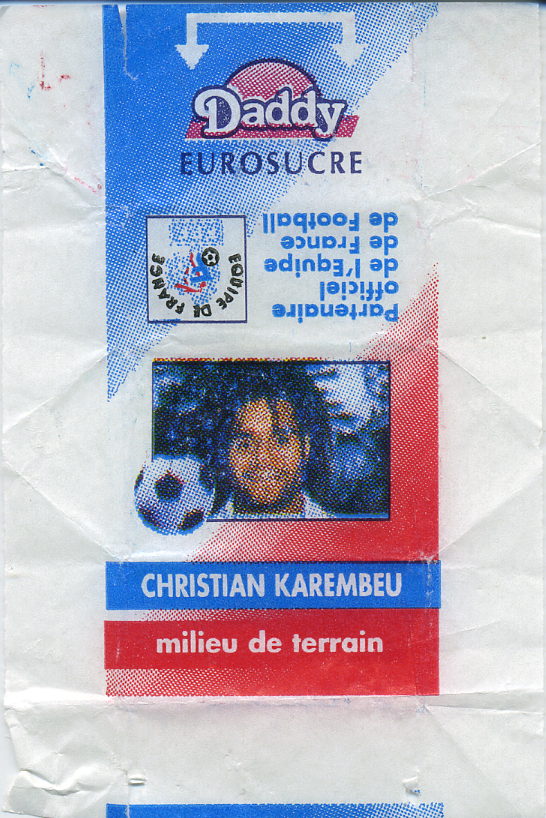 Daddy
EUROSUCRE
Partenaire
officiel
de l'Equipe
de France
de Football
EQUIPE DE FRANCE
CHRISTIAN KAREMBEU
milieu de terrain